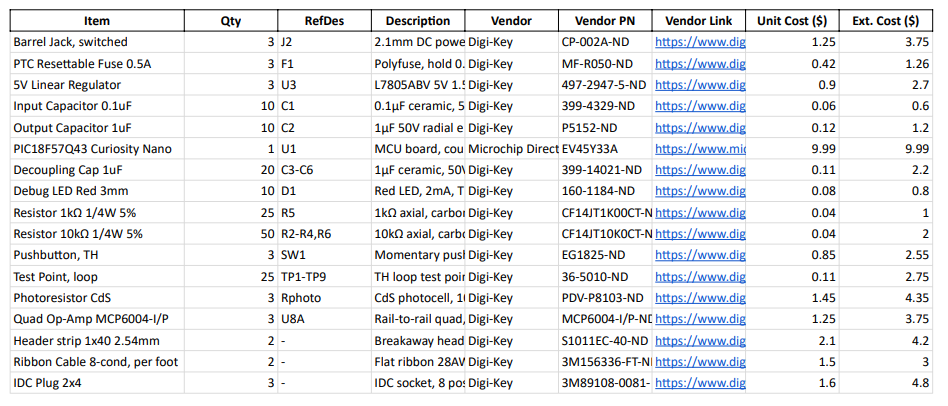 Item Qty RefDes Description Vendor Vendor PN Vendor Link Unit Cost ($) Ext. Cost ($)
Barrel Jack, switched 3 J2 2.1mm DC powe Digi-Key CP-002A-ND https://www.dig 1.25 3.75
PTC Resettable Fuse 0.5A 3 F1 Polyfuse, hold 0. Digi-Key MF-R050-ND https://www.dig 0.42 1.26
5V Linear Regulator 3 U3 L7805ABV 5V 1.5 Digi-Key 497-2947-5-ND https://www.dig 0.9 2.7
Input Capacitor 0.1uF 10 C1 0.1µF ceramic, 5 Digi-Key 399-4329-ND https://www.dig 0.06 0.6
Output Capacitor 1uF 10 C2 1µF 50V radial e Digi-Key P5152-ND https://www.dig 0.12 1.2
PIC18F57Q43 Curiosity Nano 1 U1 MCU board, cou Microchip Direct EV45Y33A https://www.mic 9.99 9.99
Decoupling Cap 1uF 20 C3-C6 1µF ceramic, 50V Digi-Key 399-14021-ND https://www.dig 0.11 2.2
Debug LED Red 3mm 10 D1 Red LED, 2mA, T Digi-Key 160-1184-ND https://www.dig 0.08 0.8
Resistor 1kΩ 1/4W 5% 25 R5 1kΩ axial, carbo Digi-Key CF14JT1K00CT-N https://www.dig 0.04 1
Resistor 10kΩ 1/4W 5% 50 R2-R4,R6 10kΩ axial, carbo Digi-Key CF14JT10K0CT-N https://www.dig 0.04 2
Pushbutton, TH 3 SW1 Momentary pus Digi-Key EG1825-ND https://www.dig 0.85 2.55
Test Point, loop 25 TP1-TP9 TH loop test poin Digi-Key 36-5010-ND https://www.dig 0.11 2.75
Photoresistor CdS 3 Rphoto CdS photocell, 10 Digi-Key PDV-P8103-ND https://www.dig 1.45 4.35
Quad Op-Amp MCP6004-I/P 3 U8A Rail-to-rail quad, Digi-Key MCP6004-I/P-ND https://www.dig 1.25 3.75
Header strip 1x40 2.54mm 2 - Breakaway head Digi-Key S1011EC-40-ND https://www.dig 2.1 4.2
Ribbon Cable 8-cond, per foot 2 - Flat ribbon 28AW Digi-Key 3M156336-FT-N https://www.dig 1.5 3
IDC Plug 2x4 3 - IDC socket, 8 pos Digi-Key 3M89108-0081- https://www.dig 1.6 4.8